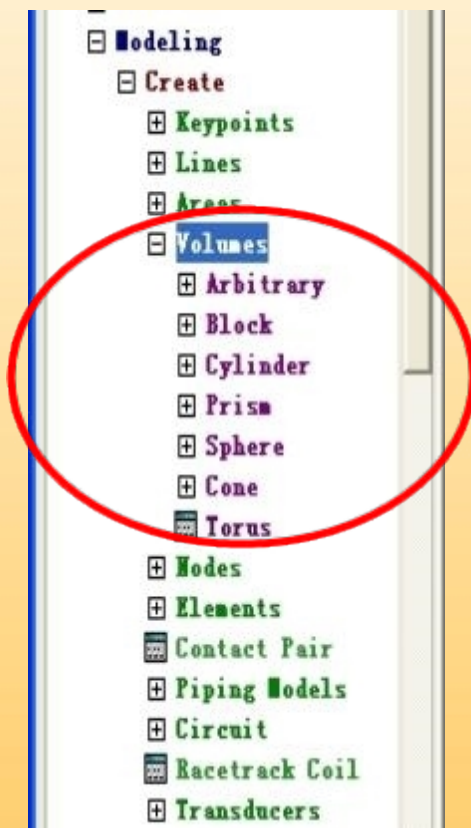 Modeling
Create
Keypoints
Lines
Areas
Volumes
Arbitrary
Block
Cylinder
Prism
Sphere
Cone
Torus
Nodes
Elements
Contact Pair
Piping Models
Circuit
Racetrack Coil
Transducers